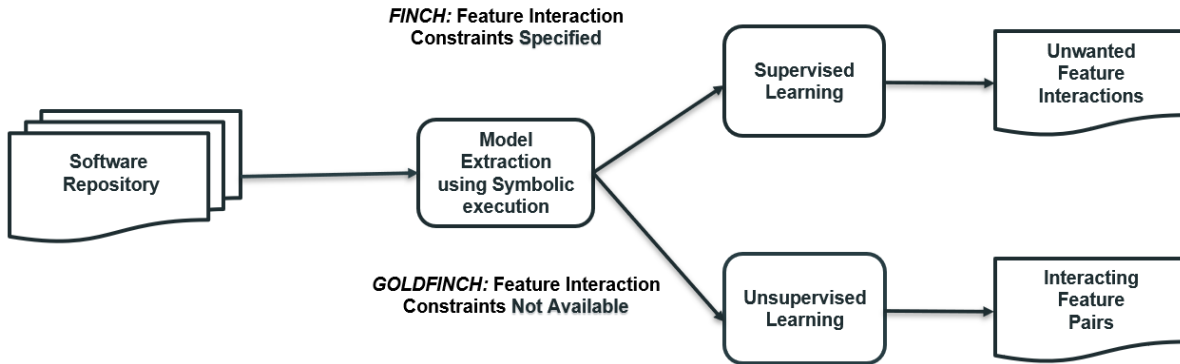 FINCH: Feature Interaction
Constraints Specified
Supervised
Learning
Unwanted
Feature
Interactions
Software
Repository
Model
Extraction
using Symbolic
execution
GOLDFINCH: Feature Interaction
Constraints Not Available
Unsupervised
Learning
Interacting
Feature
Pairs